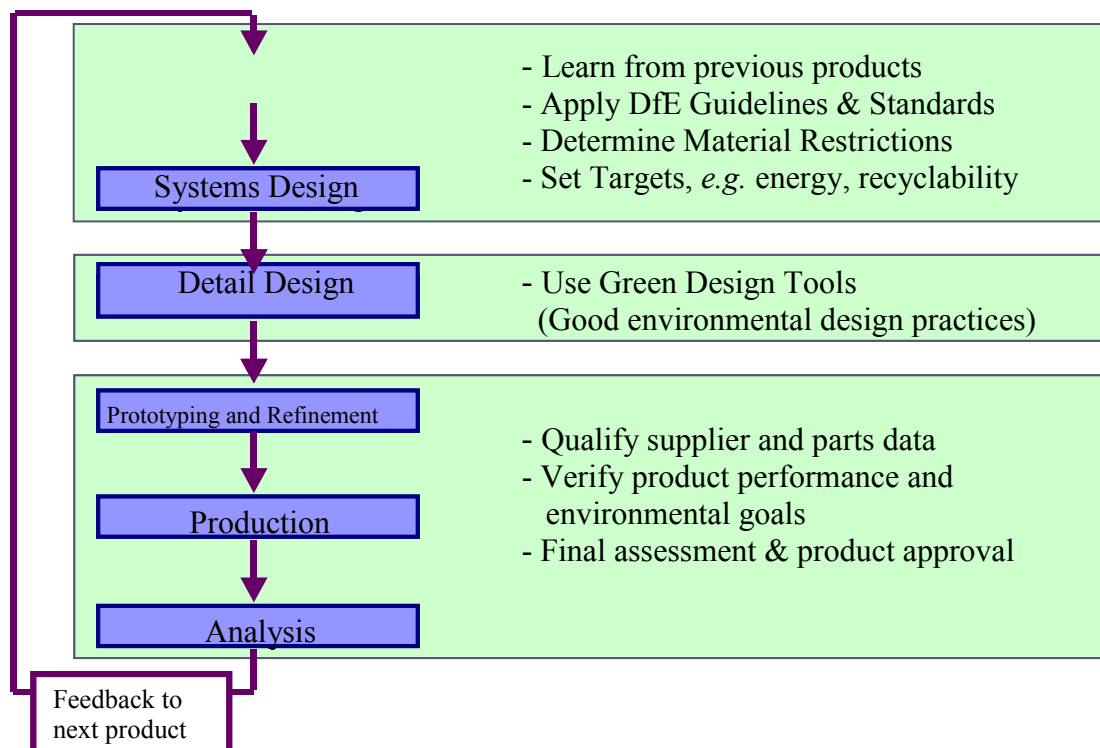 - Learn from previous products
- Apply DfE Guidelines & Standards
- Determine Material Restrictions
- Set Targets, e.g. energy, recyclability
Systems Design
Detail Design
- Use Green Design Tools
(Good environmental design practices)
Prototyping and Refinement
- Qualify supplier and parts data
- Verify product performance and
environmental goals
- Final assessment & product approval
Production
Analysis
Feedback to
next product